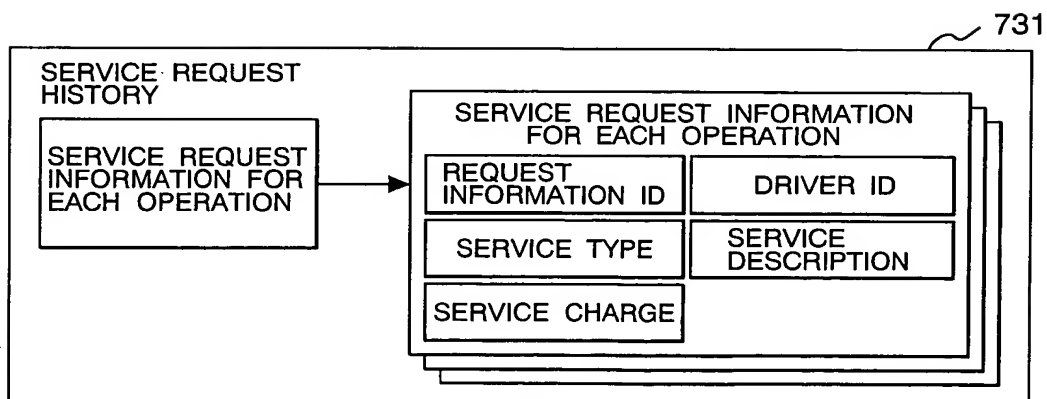 731
SERVICE REQUEST
HISTORY
SERVICE REQUEST
INFORMATION FOR
EACH OPERATION
SERVICE REQUEST INFORMATION
FOR EACH OPERATION
REQUEST
INFORMATION ID
DRIVER ID
SERVICE TYPE
SERVICE
DESCRIPTION
SERVICE CHARGE